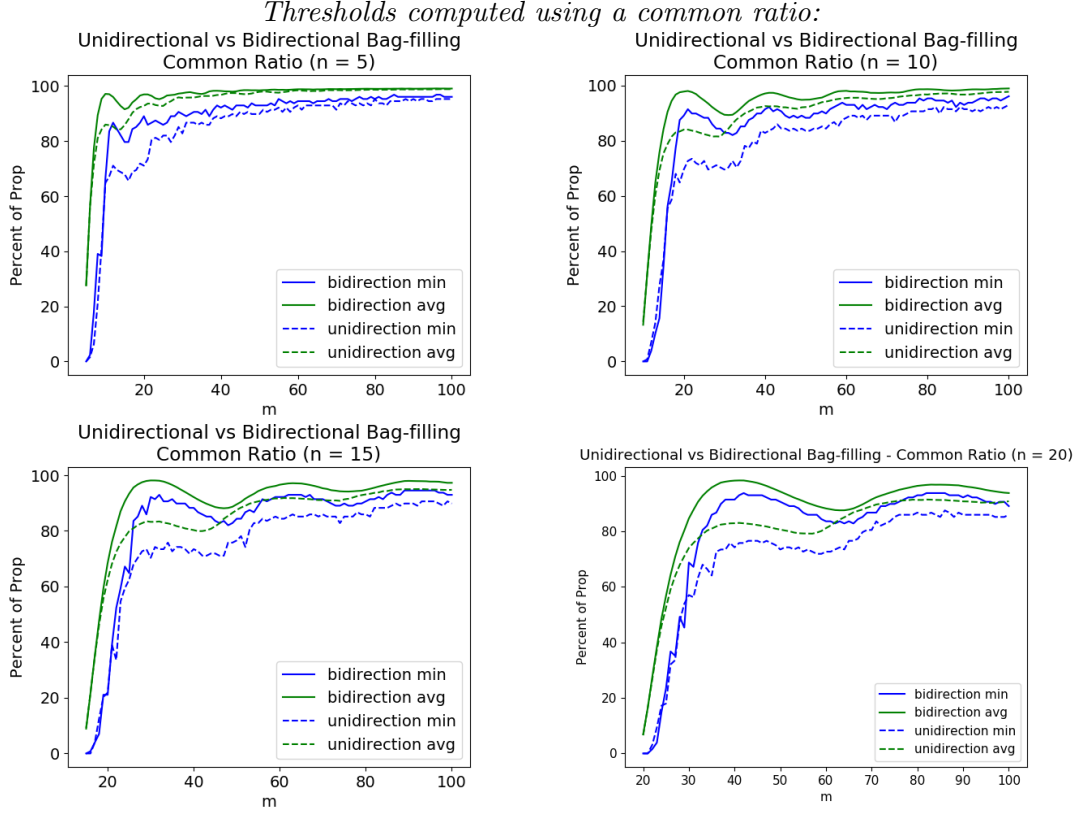 Thresholds computed using a common ratio:
Unidirectional vs Bidirectional Bag-filling
Common Ratio (n = 5)
Percent of Prop
100
80
60
40
20
0
bidirection min
bidirection avg
unidirection min
unidirection avg
20
40
60
80
100
m
Unidirectional vs Bidirectional Bag-filling
Common Ratio (n = 10)
Percent of Prop
100
80
60
40
20
0
bidirection min
bidirection avg
unidirection min
unidirection avg
20
40
60
80
100
m
Unidirectional vs Bidirectional Bag-filling
Common Ratio (n = 15)
Percent of Prop
100
80
60
40
20
0
bidirection min
bidirection avg
unidirection min
unidirection avg
20
40
60
80
100
m
Unidirectional vs Bidirectional Bag-filling - Common Ratio (n = 20)
Percent of Prop
100
80
60
40
20
0
bidirection min
bidirection avg
unidirection min
unidirection avg
20
30
40
50
60
70
80
90
100
m